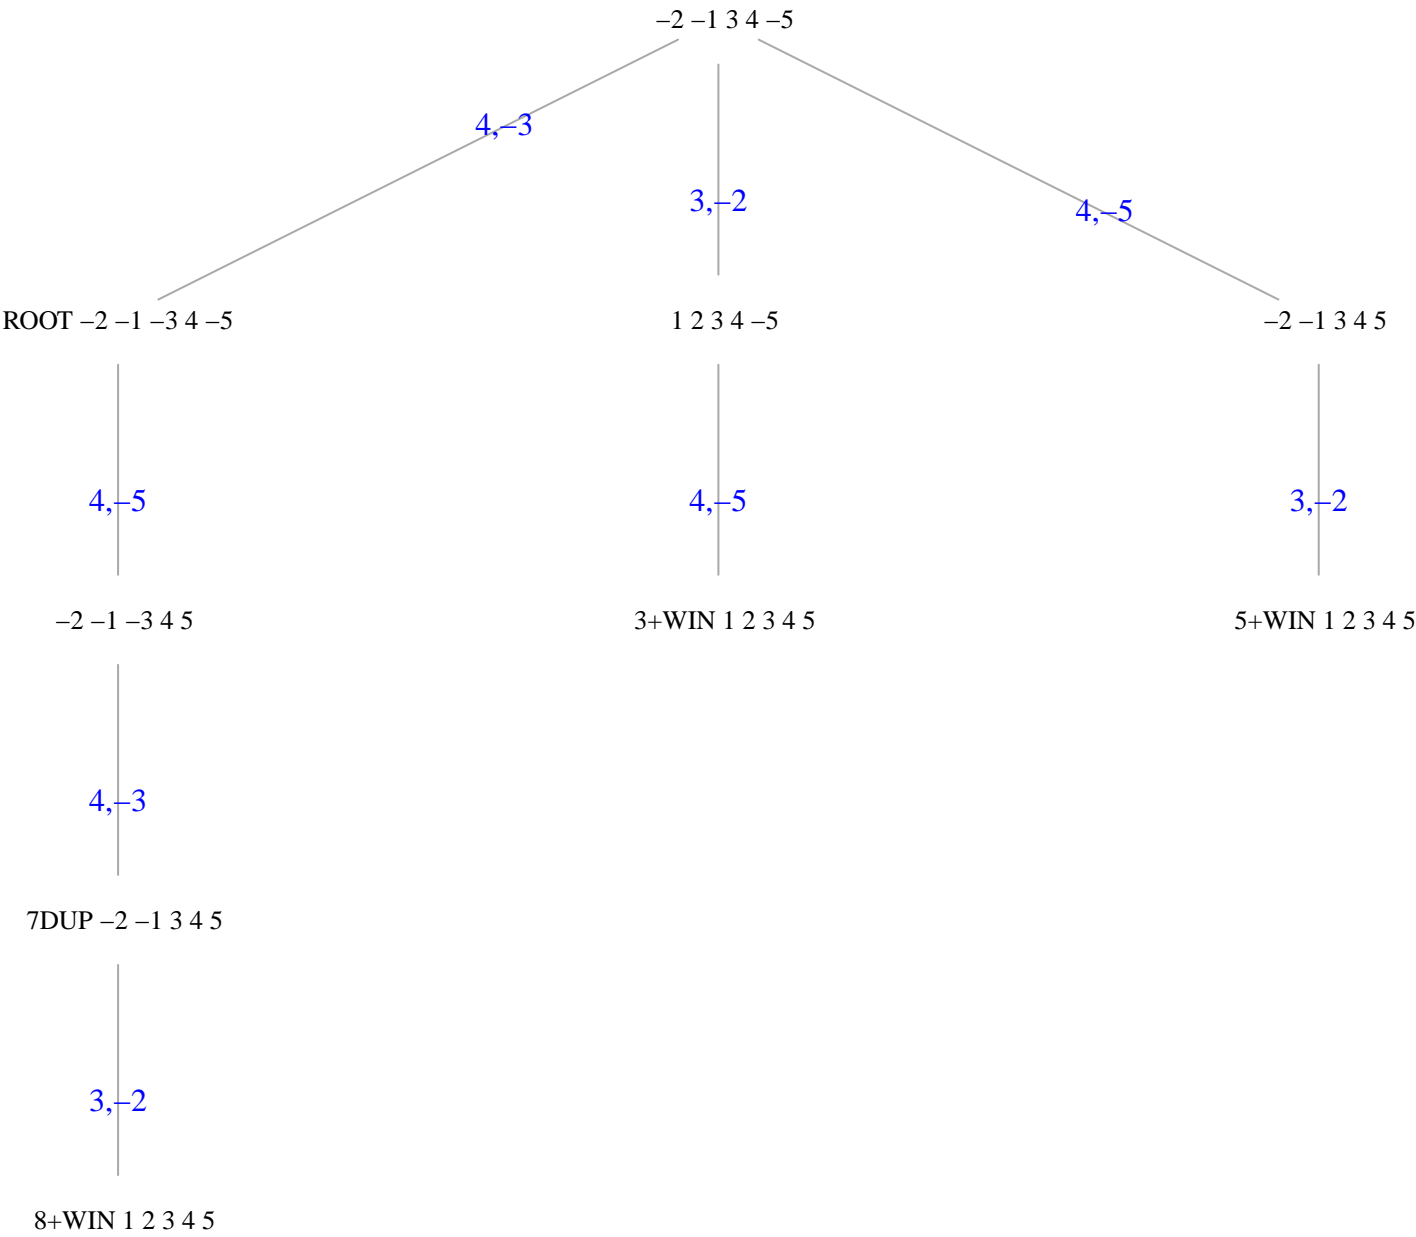 –2 –1 3 4 –5
4,–3
3,–2
4,–5
ROOT –2 –1 –3 4 –5
1 2 3 4 –5
–2 –1 3 4 5
4,–5
4,–5
3,–2
–2 –1 –3 4 5
3+WIN 1 2 3 4 5
5+WIN 1 2 3 4 5
4,–3
7DUP –2 –1 3 4 5
3,–2
8+WIN 1 2 3 4 5